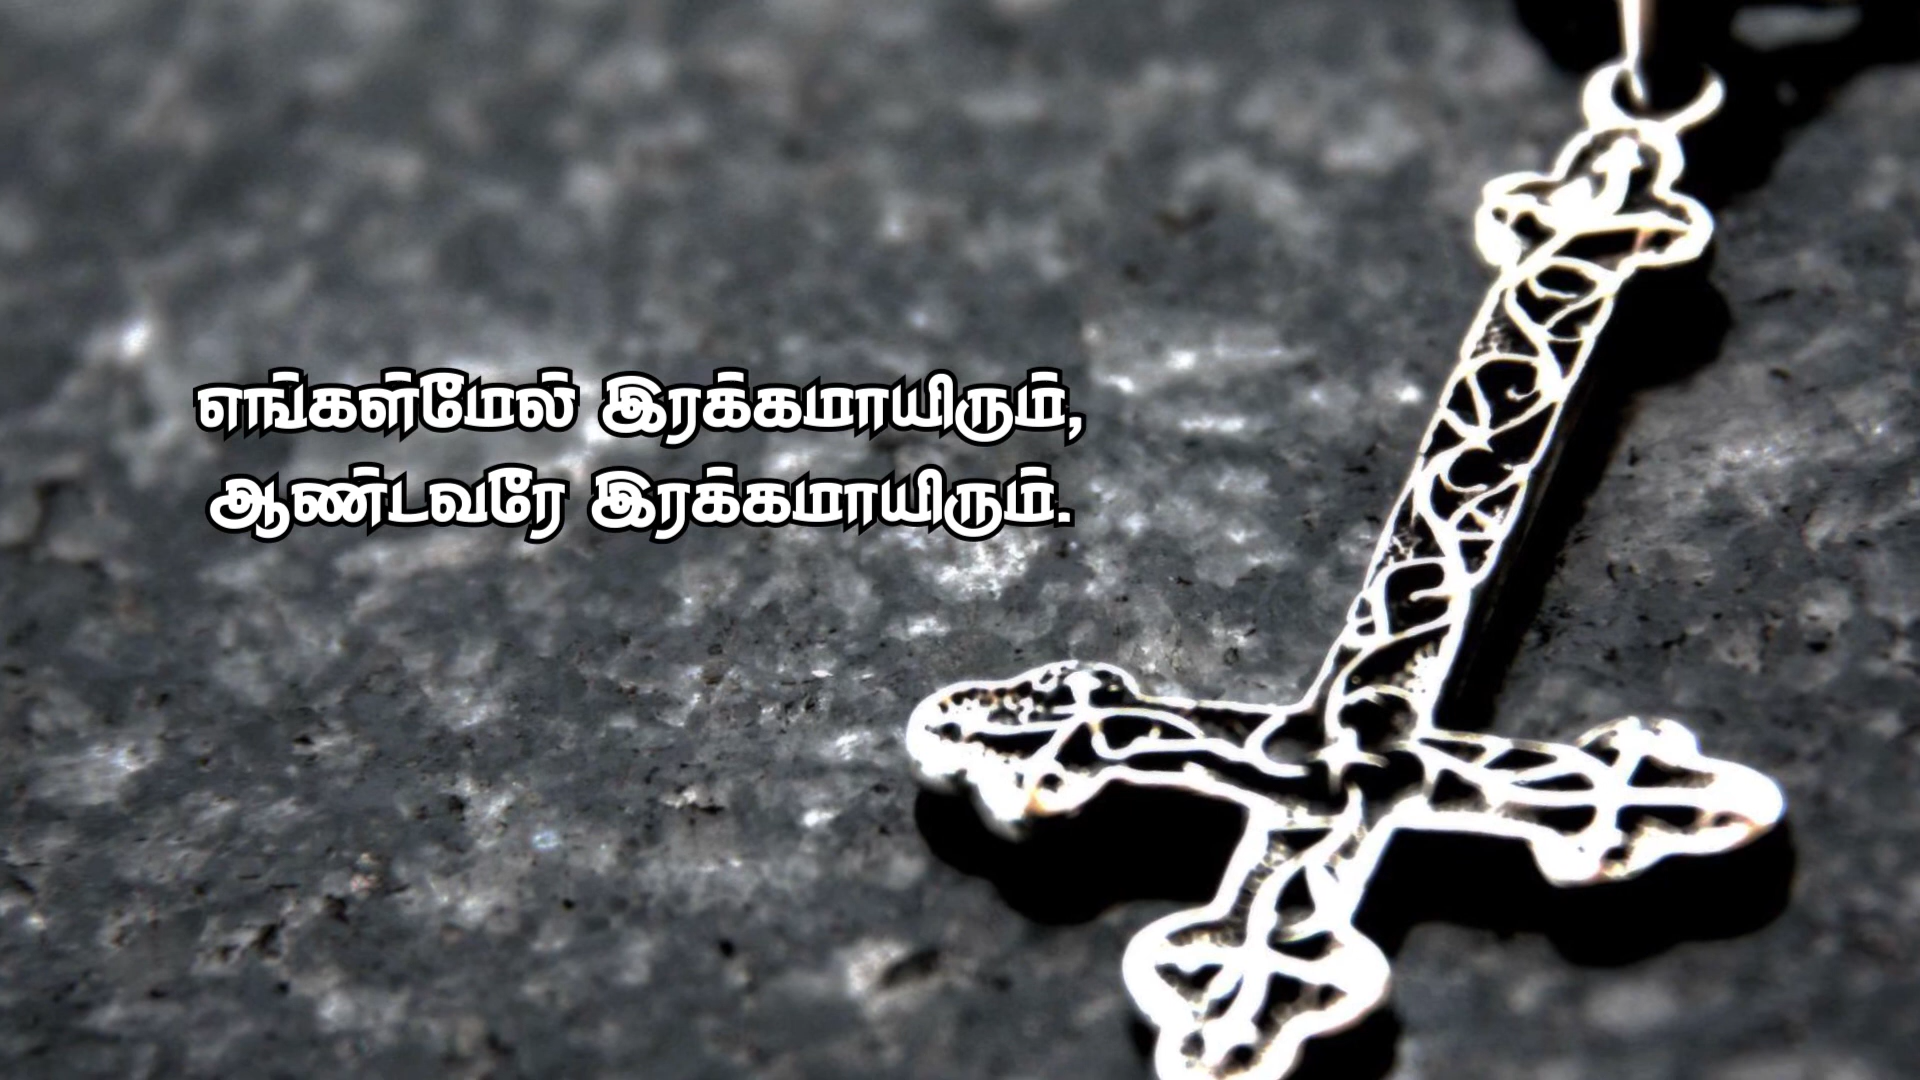 எங்கள்மேல் இரக்கமாயிரும்,
ஆண்டவரே இரக்கமாயிரும்.